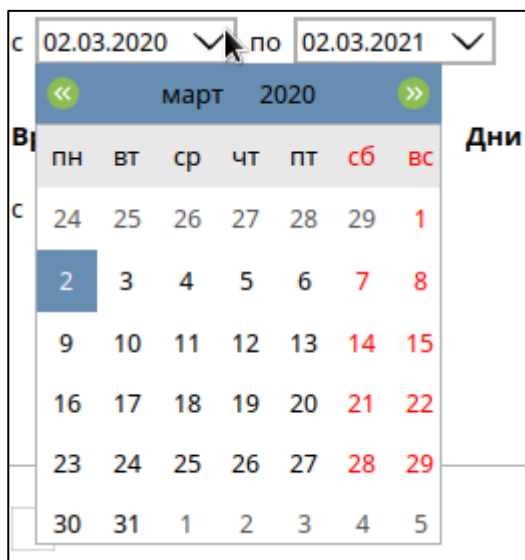 с 02.03.2020 по 02.03.2021
« март 2020 »
Вр Дни
пн вт ср чт пт сб вс
с
24 25 26 27 28 29 1
2 3 4 5 6 7 8
9 10 11 12 13 14 15
16 17 18 19 20 21 22
23 24 25 26 27 28 29
30 31 1 2 3 4 5